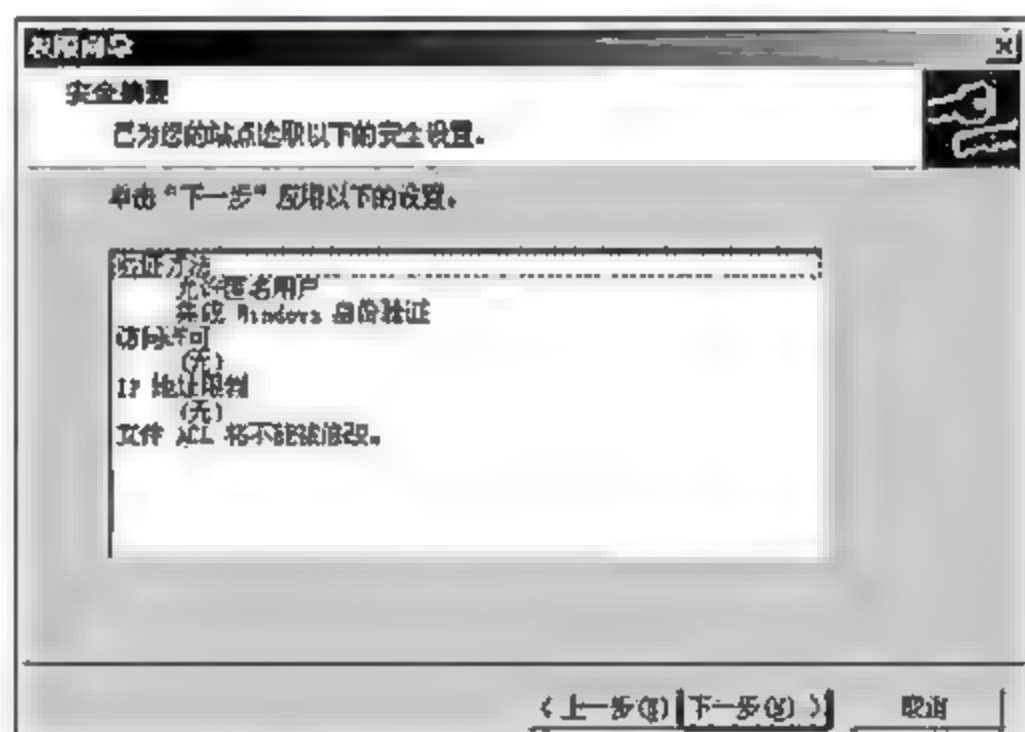 权限向导
安全摘要
已为您的站点选取以下的安全设置。
单击“下一步”应用以下的设置。
验证方法
允许匿名用户
集成 Windows 身份验证
访问许可
(无)
IP 地址限制
(无)
文件 ACL 将不能被修改。
< 上一步(B) 下一步(N) > 取消